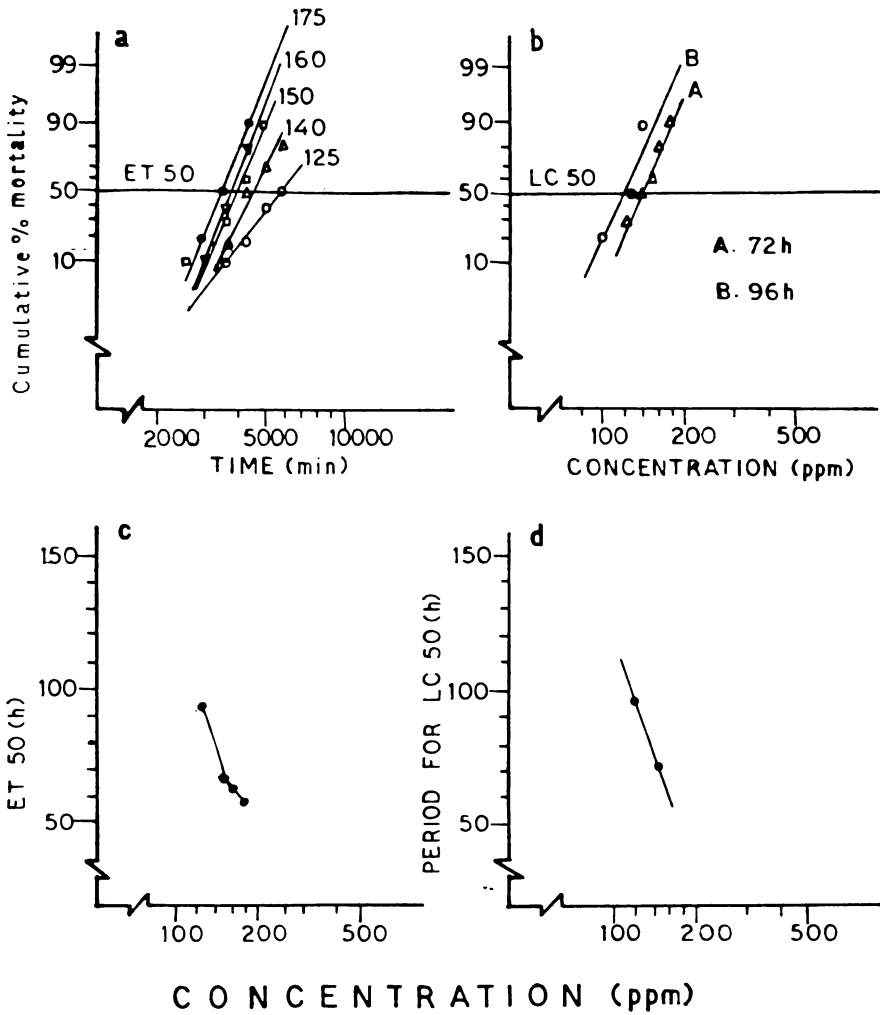 a
175
160
150
140
125
99
90
50
10
ET 50
Cumulative % mortality
2000 5000 10000
TIME (min)
b
B
A
99
90
50
10
LC 50
A. 72h
B. 96h
100 200 500
CONCENTRATION (ppm)
c
150
100
50
ET 50 (h)
100 200 500
d
150
100
50
PERIOD FOR LC 50 (h)
100 200 500
CONCENTRATION (ppm)